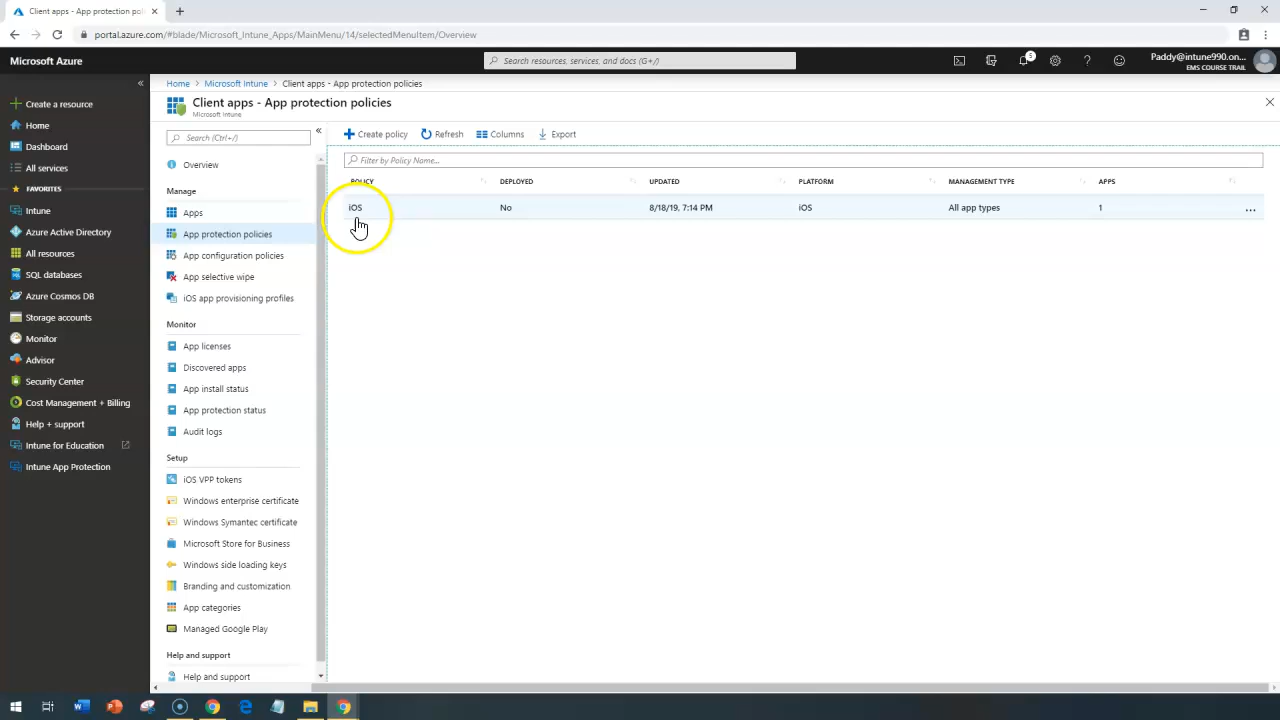 Client apps - App protection poli
portal.azure.com/#blade/Microsoft_Intune_Apps/MainMenu/14/selectedMenuItem/Overview
Microsoft Azure
Search resources, services, and docs (G+/)
5
Paddy@intune990.on...
EMS COURSE TRAIL
Create a resource
Home
Dashboard
All services
FAVORITES
Intune
Azure Active Directory
All resources
SQL databases
Azure Cosmos DB
Storage accounts
Monitor
Advisor
Security Center
Cost Management + Billing
Help + support
Intune for Education
Intune App Protection
Home > Microsoft Intune > Client apps - App protection policies
Client apps - App protection policies
Microsoft Intune
Search (Ctrl+/)
Overview
Manage
Apps
App protection policies
App configuration policies
App selective wipe
iOS app provisioning profiles
Monitor
App licenses
Discovered apps
App install status
App protection status
Audit logs
Setup
iOS VPP tokens
Windows enterprise certificate
Windows Symantec certificate
Microsoft Store for Business
Windows side loading keys
Branding and customization
App categories
Managed Google Play
Help and support
Help and support
Create policy Refresh Columns Export
Filter by Policy Name...
POLICY DEPLOYED UPDATED PLATFORM MANAGEMENT TYPE APPS
iOS No 8/18/19, 7:14 PM iOS All app types 1 ...